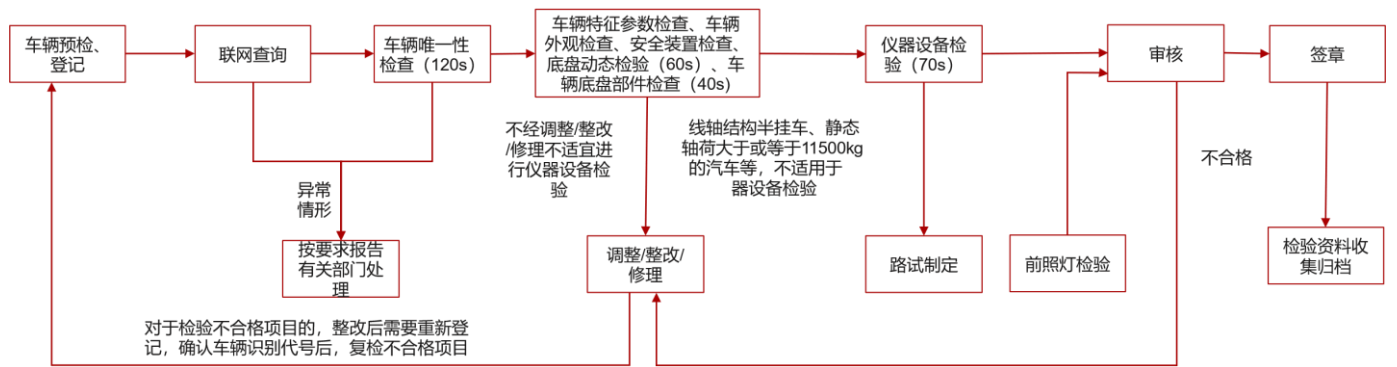 车辆预检、
登记
联网查询
车辆唯一性
检查（120s）
车辆特征参数检查、车辆
外观检查、安全装置检查、
底盘动态检验（60s）、车
辆底盘部件检查（40s）
仪器设备检
验（70s）
审核
签章
不经调整/整改
/修理不适宜进
行仪器设备检
验
线轴结构半挂车、静态
轴荷大于或等于11500kg
的汽车等，不适用于
器设备检验
不合格
异常
情形
按要求报告
有关部门处
理
调整/整改/
修理
路试制定
前照灯检验
检验资料收
集归档
对于检验不合格项目的，整改后需要重新登
记，确认车辆识别代号后，复检不合格项目